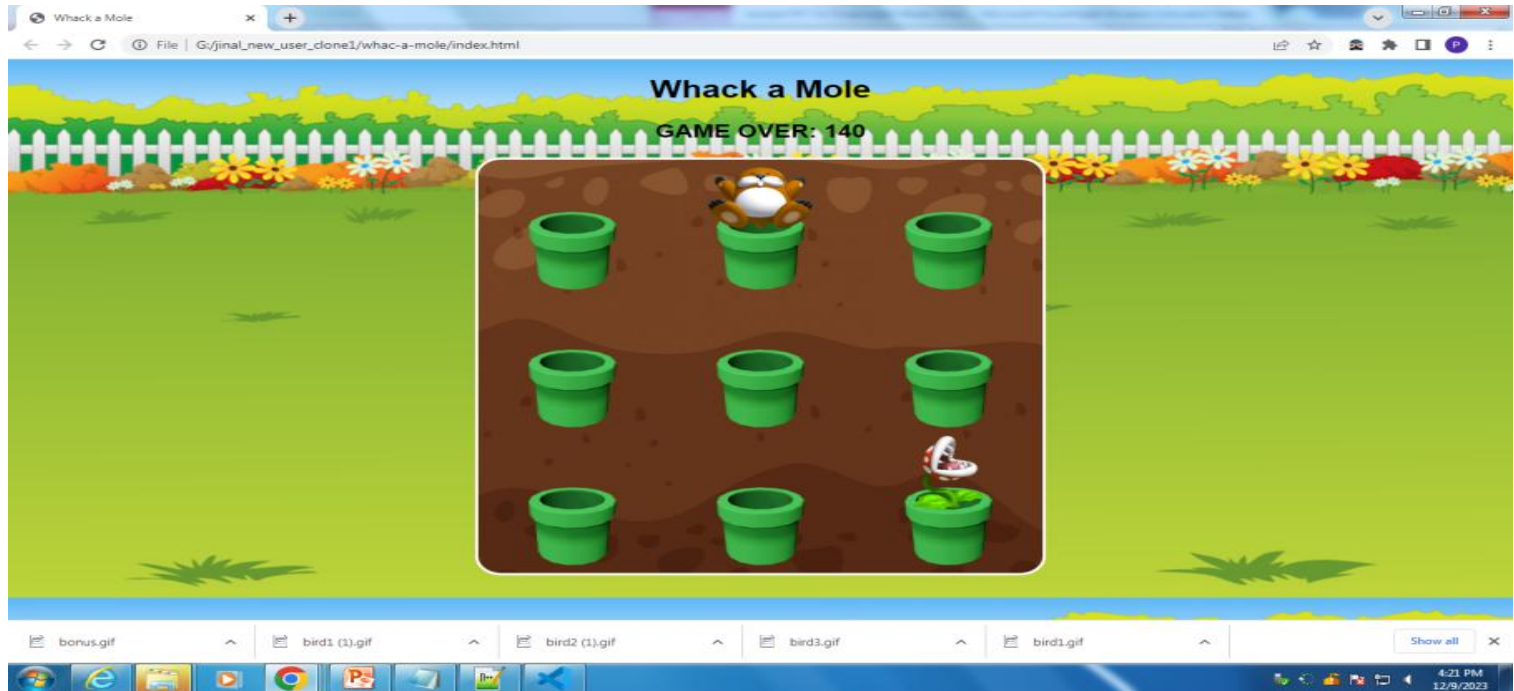 Whack a Mole
File | G:/jinal_new_user_clone1/whac-a-mole/index.html
P
Whack a Mole
GAME OVER: 140
bonus.gif
bird1 (1).gif
bird2 (1).gif
bird3.gif
bird1.gif
Show all
4:21 PM
12/9/2023